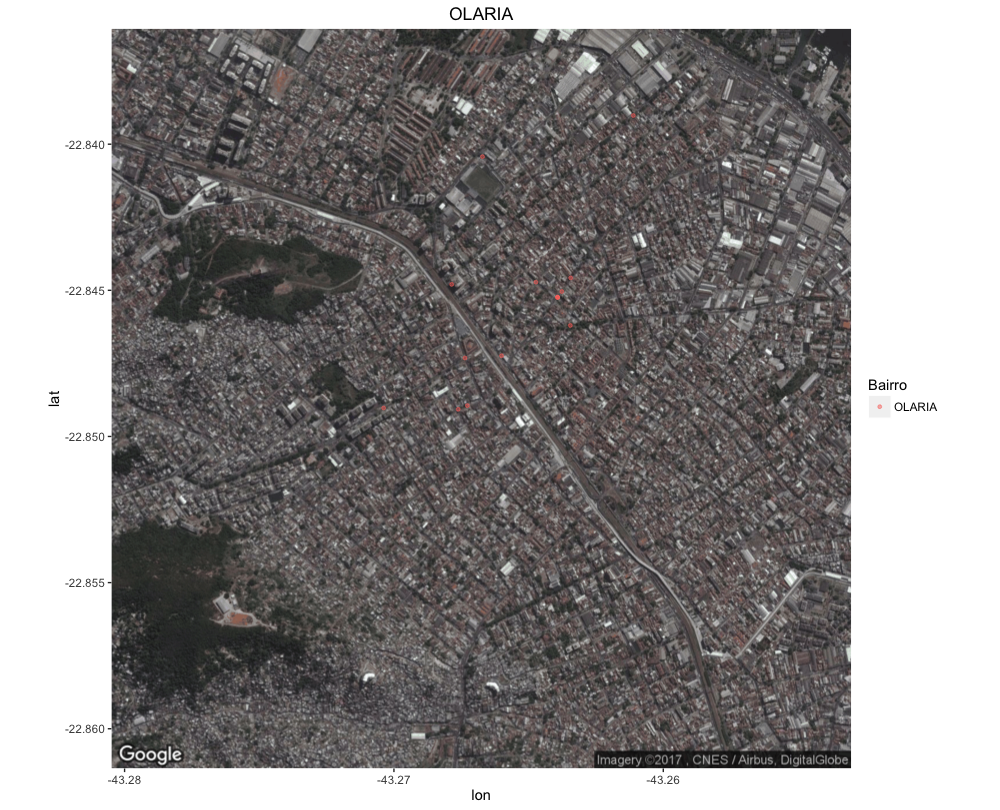 OLARIA
-22.840
-22.845
-22.850
-22.855
-22.860
lat
-43.28
-43.27
-43.26
lon
Bairro
OLARIA
Google
Imagery ©2017 , CNES / Airbus, DigitalGlobe